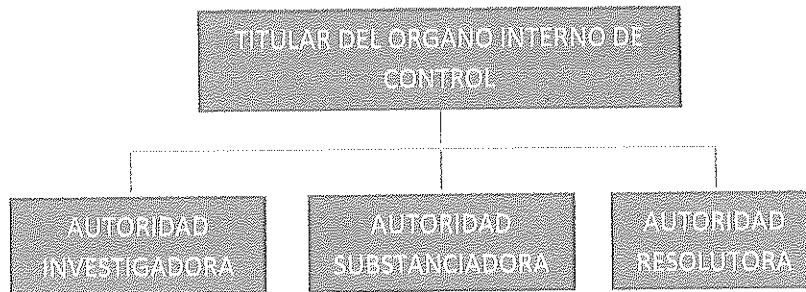 TITULAR DEL ORGANO INTERNO DE
CONTROL
AUTORIDAD
INVESTIGADORA
AUTORIDAD
SUBSTANCIADORA
AUTORIDAD
RESOLUTORA